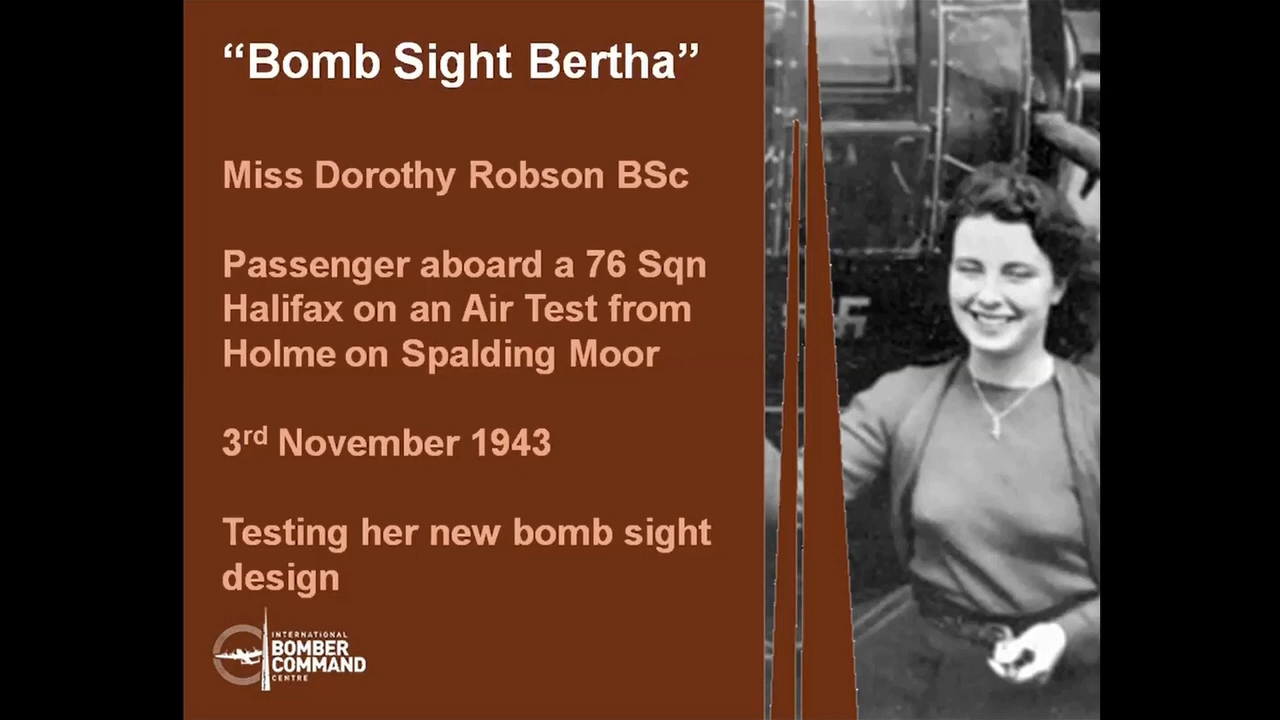 “Bomb Sight Bertha”
Miss Dorothy Robson BSc
Passenger aboard a 76 Sqn
Halifax on an Air Test from
Holme on Spalding Moor
3rd November 1943
Testing her new bomb sight
design
INTERNATIONAL
BOMBER
COMMAND
CENTRE